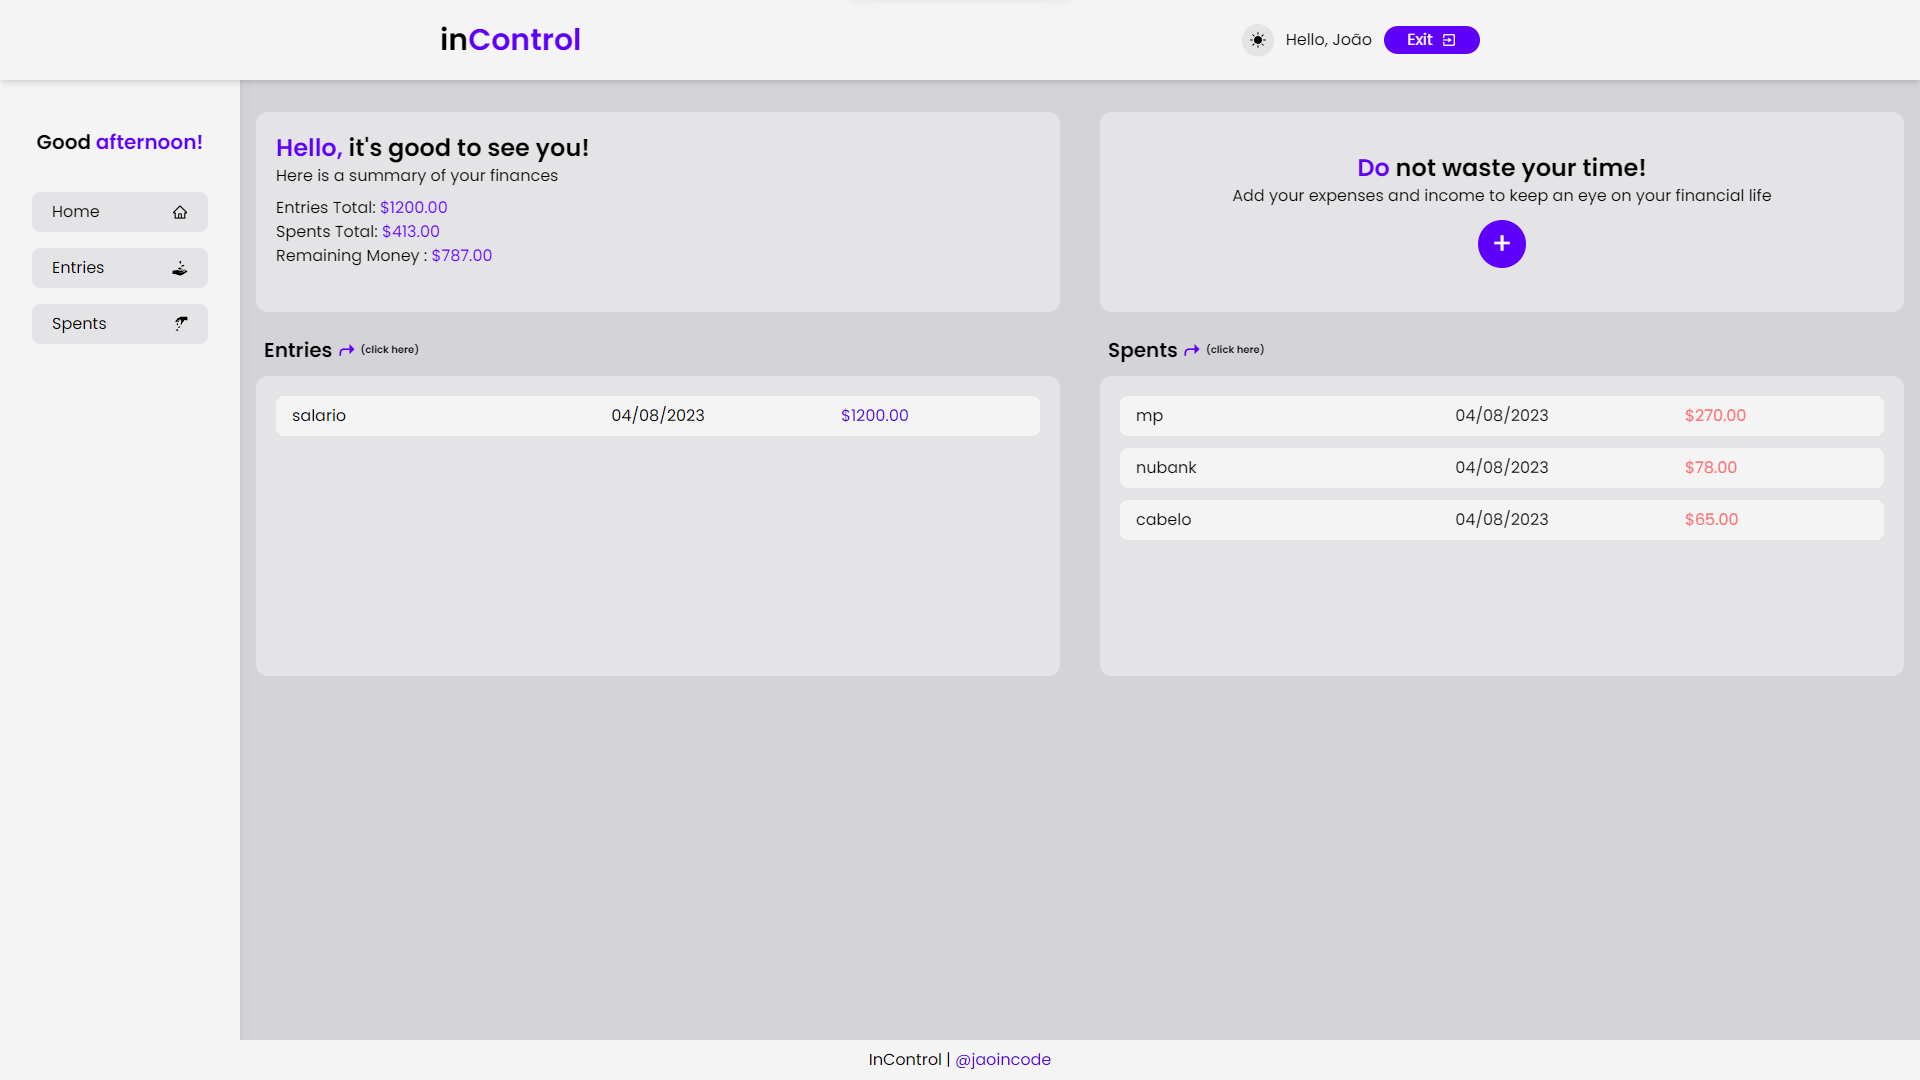 inControl
Hello, João
Exit
Good afternoon!
Home
Entries
Spents
Hello, it's good to see you!
Here is a summary of your finances
Entries Total: $1200.00
Spents Total: $413.00
Remaining Money : $787.00
Do not waste your time!
Add your expenses and income to keep an eye on your financial life
+
Entries (click here)
salario 04/08/2023 $1200.00
Spents (click here)
mp 04/08/2023 $270.00
nubank 04/08/2023 $78.00
cabelo 04/08/2023 $65.00
InControl | @jaoincode